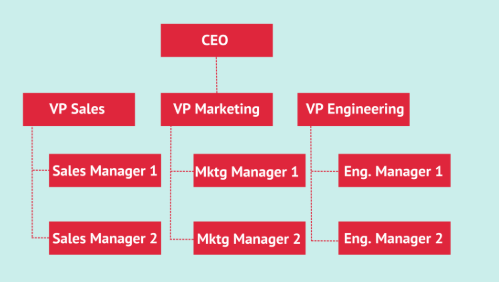 CEO
VP Sales
VP Marketing
VP Engineering
Sales Manager 1
Mktg Manager 1
Eng. Manager 1
Sales Manager 2
Mktg Manager 2
Eng. Manager 2